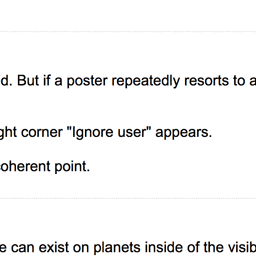 d. But if a poster repeatedly resorts to a
ght corner "Ignore user" appears.
coherent point.
e can exist on planets inside of the visib